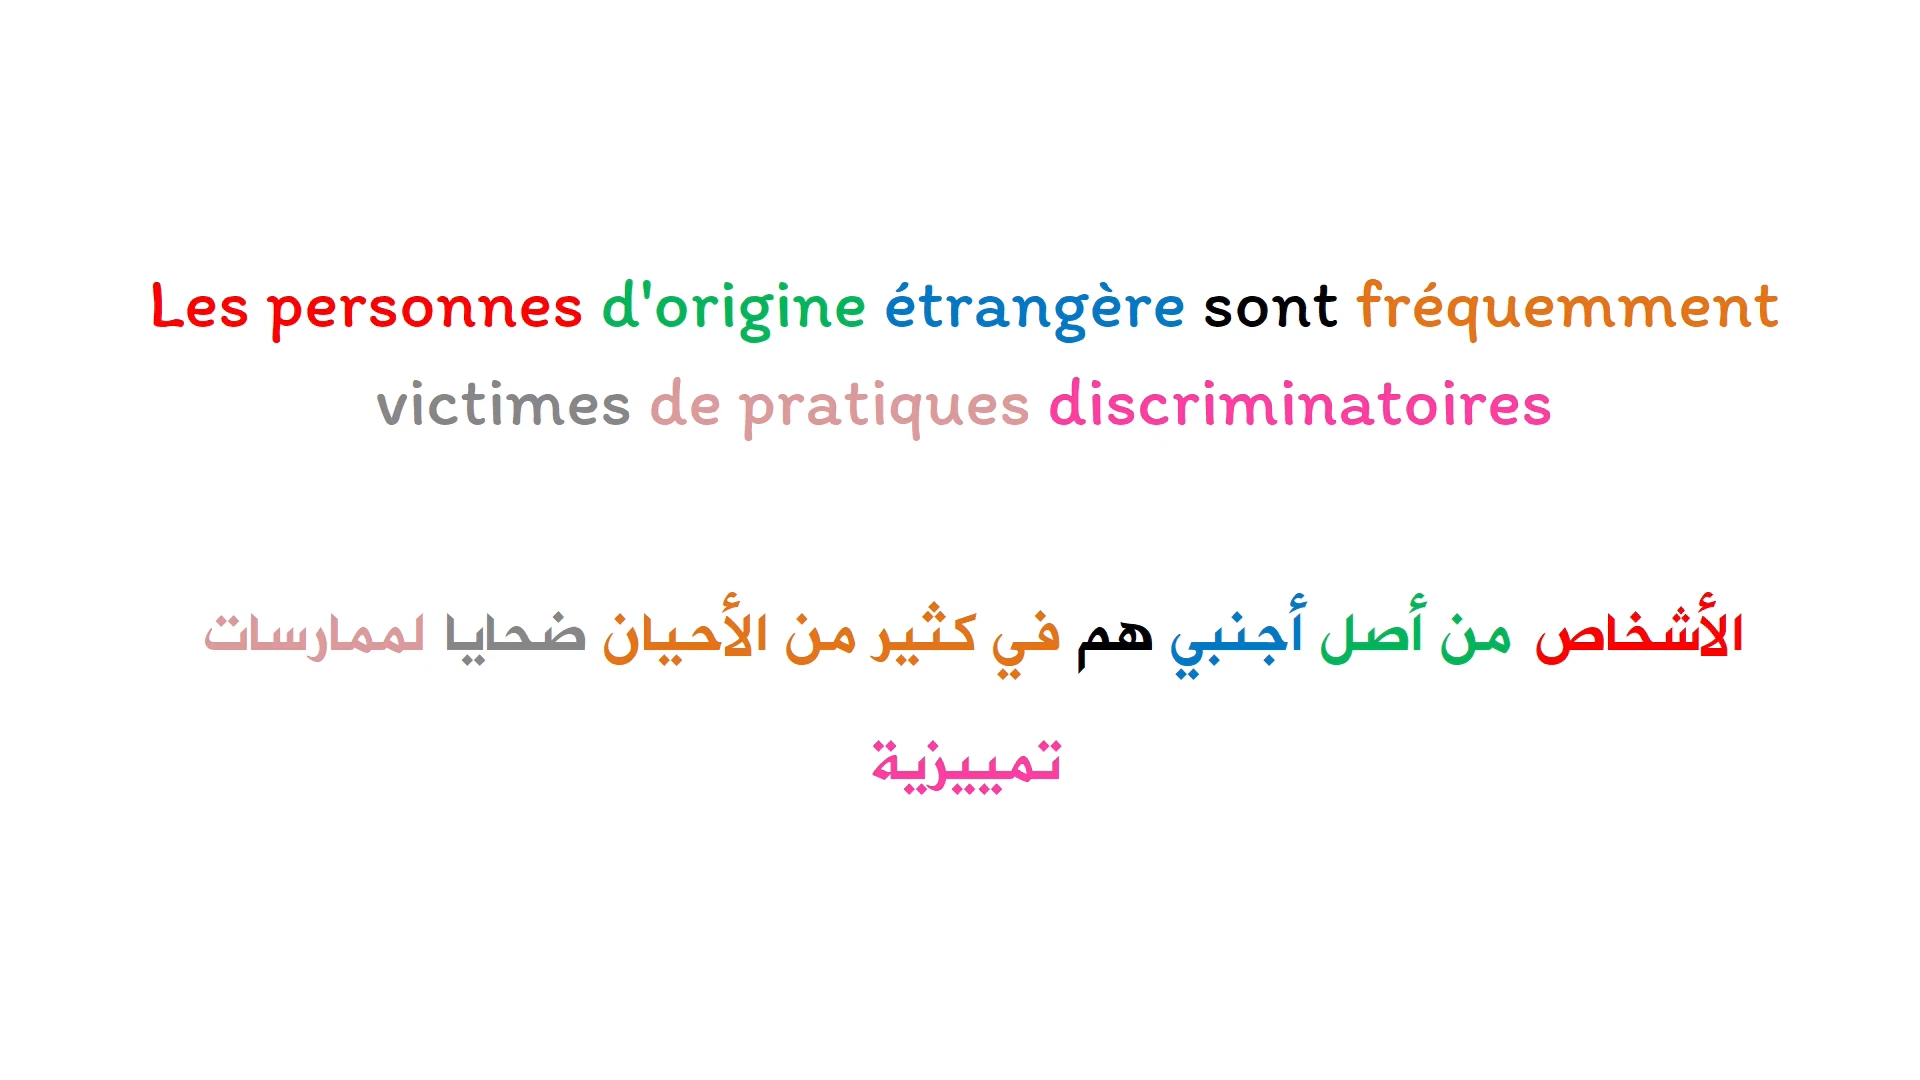 Les personnes d'origine étrangère sont fréquemment
victimes de pratiques discriminatoires
الأشخاص من أصل أجنبي هم في كثير من الأحيان ضحايا لممارسات
تمييزية